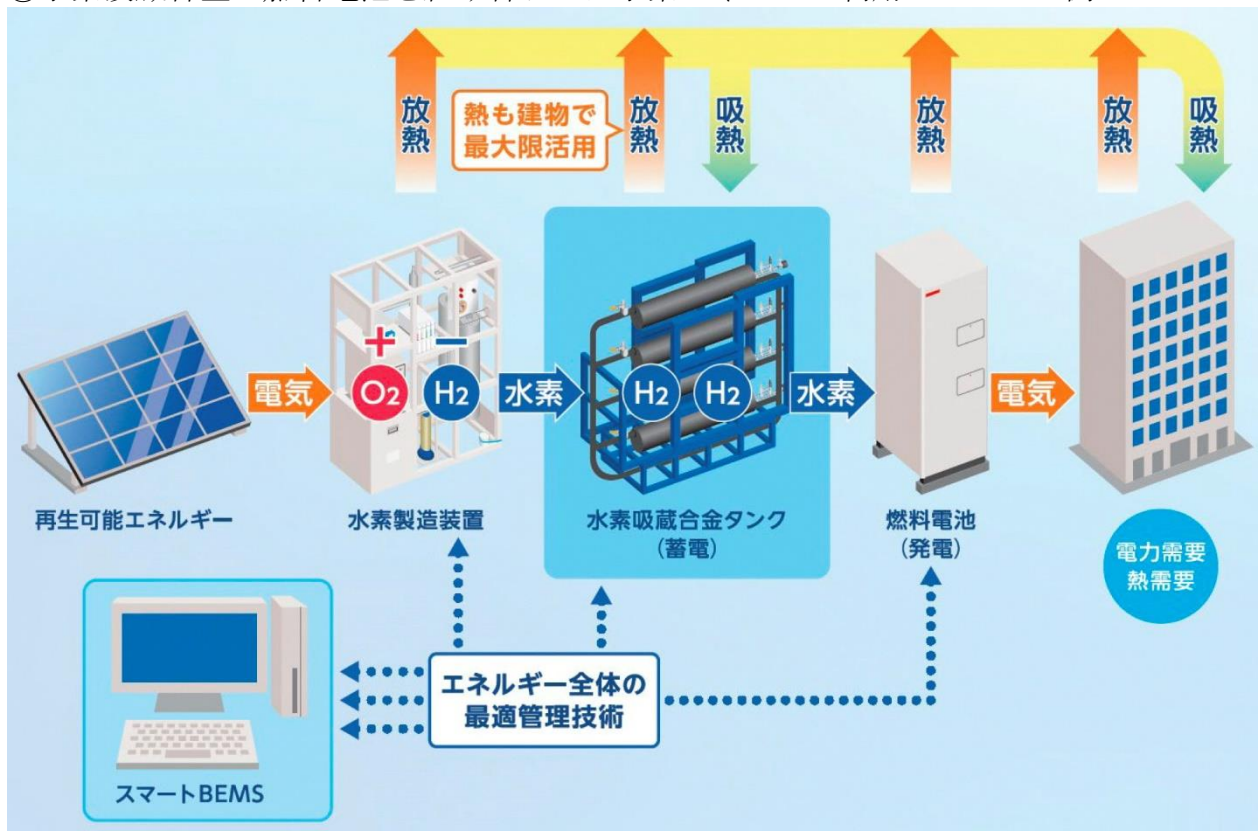 放熱
熱も建物で
最大限活用
放熱
吸熱
放熱
放熱
吸熱
電気
+
O2
−
H2
水素
H2
H2
水素
電気
再生可能エネルギー
水素製造装置
水素吸蔵合金タンク
(蓄電)
燃料電池
(発電)
電力需要
熱需要
エネルギー全体の
最適管理技術
スマートBEMS